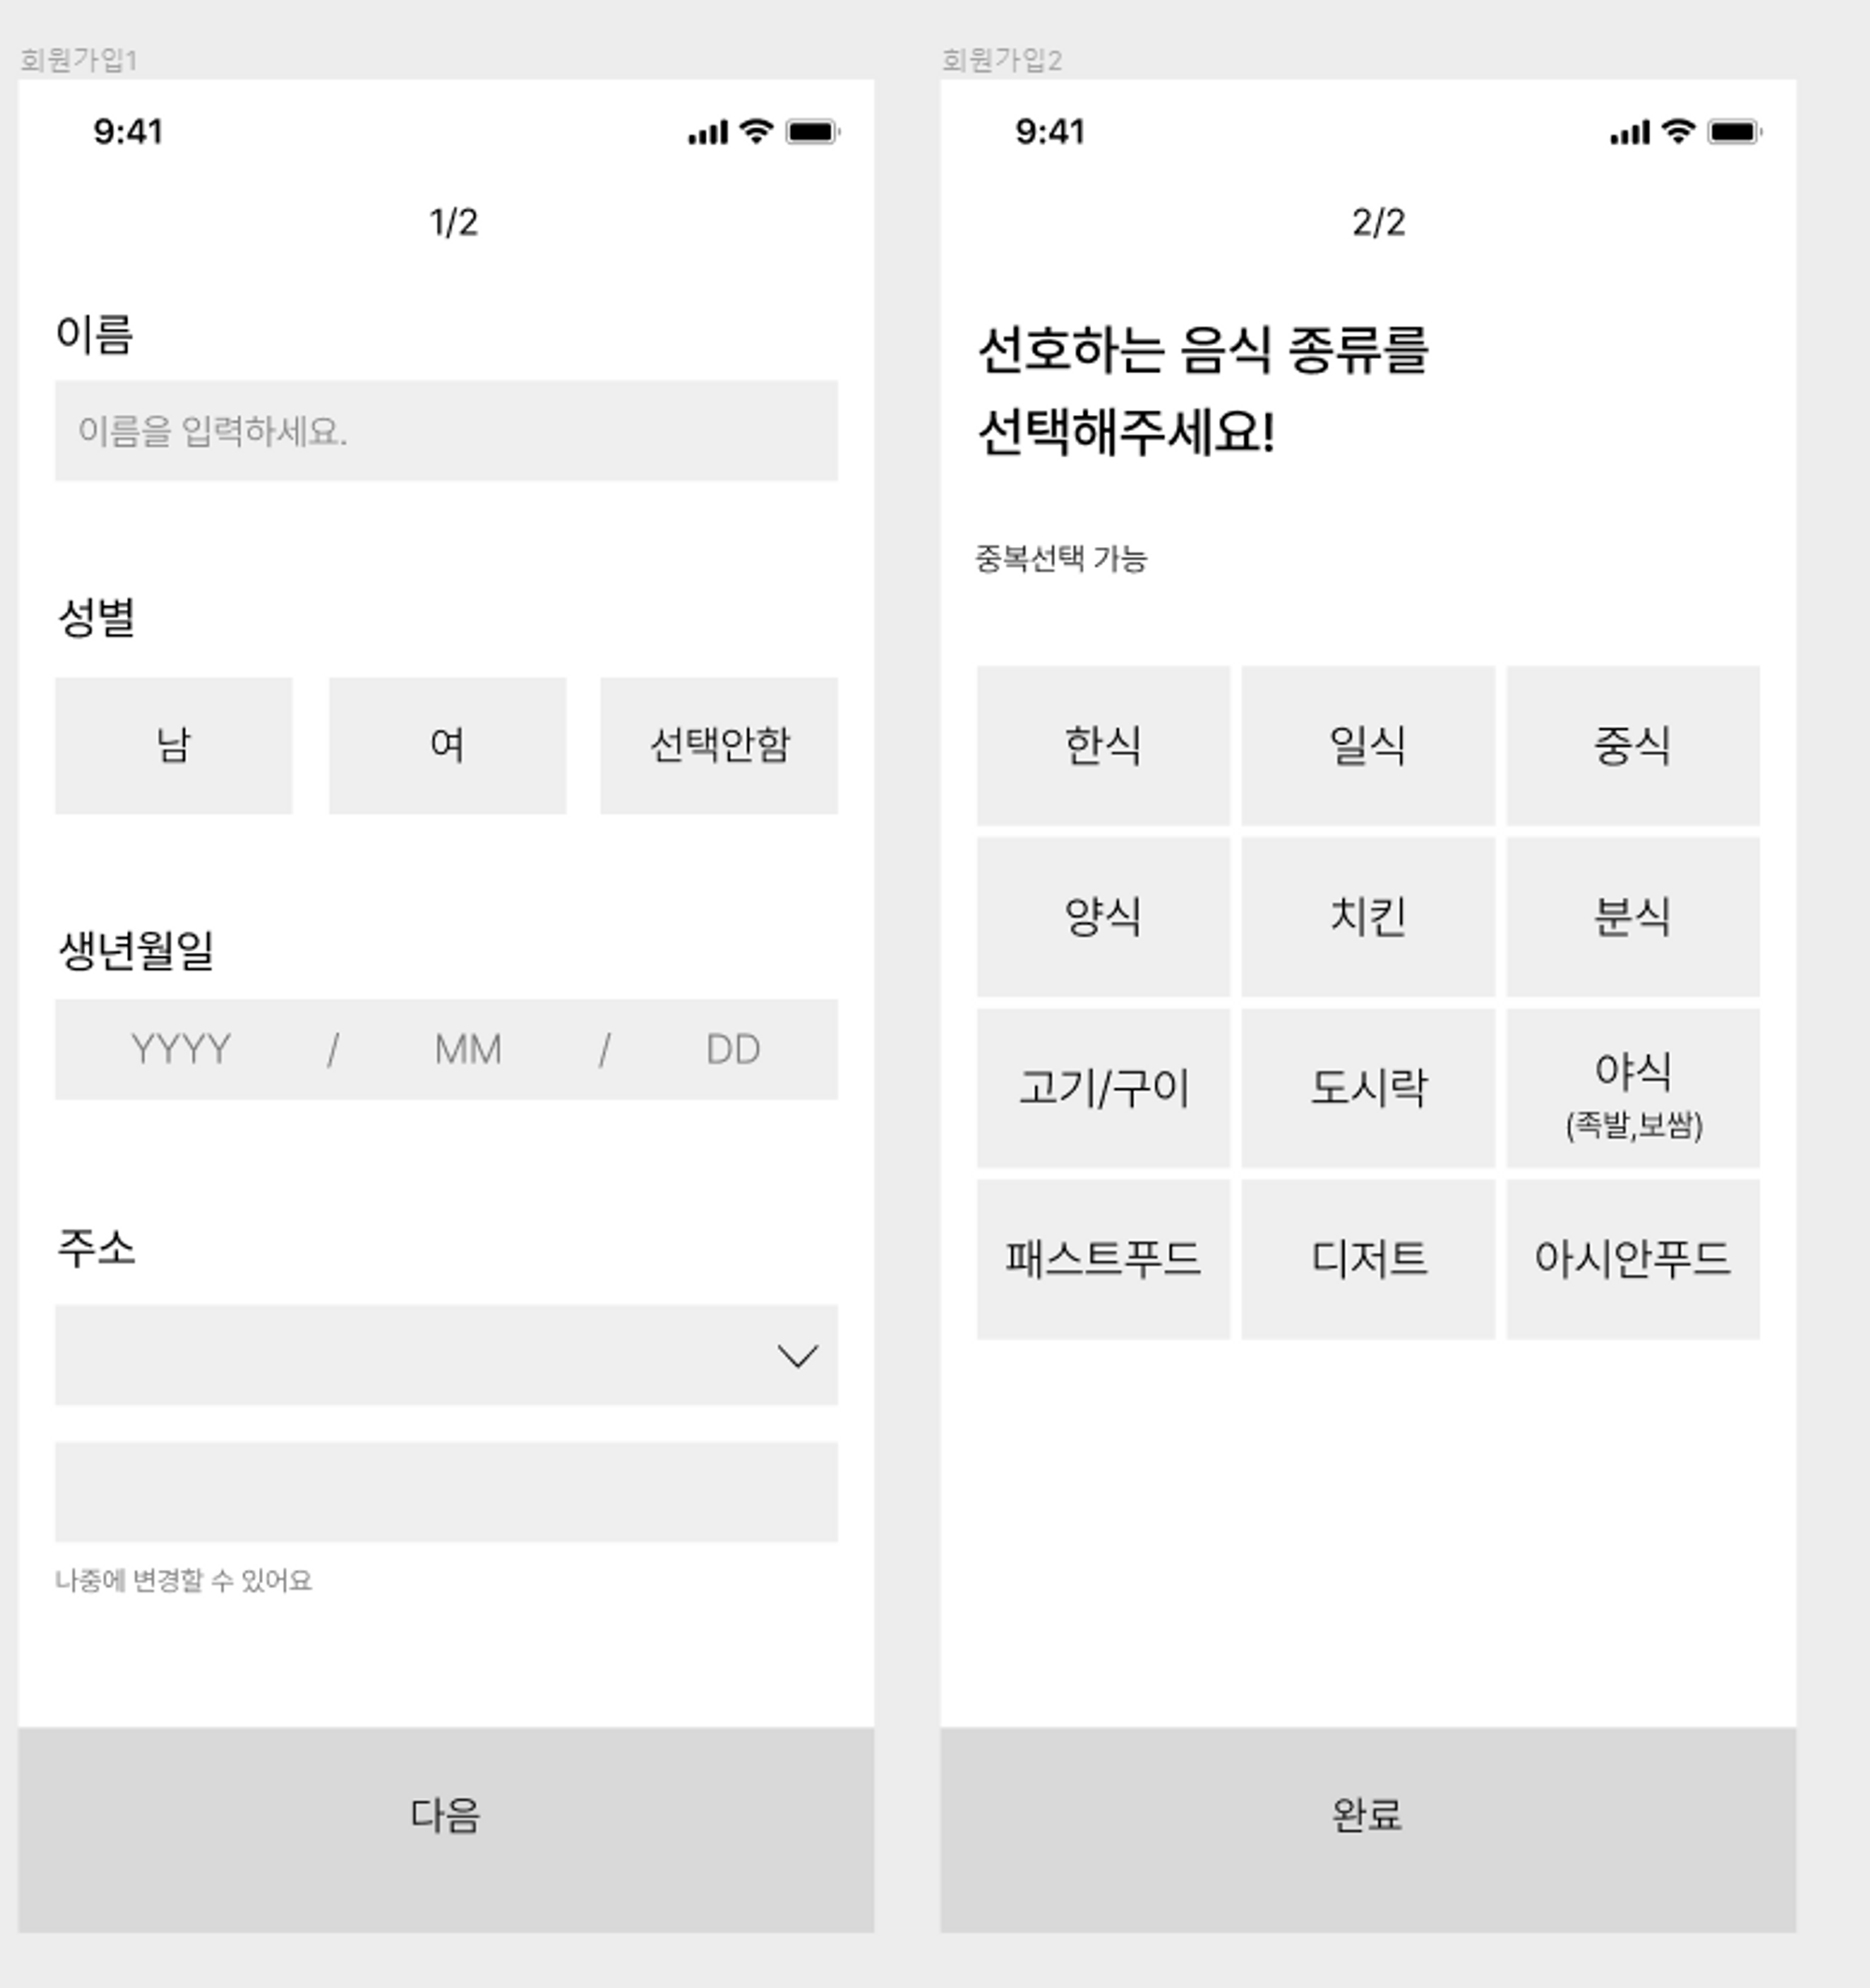 회원가입1
9:41
1/2
이름
이름을 입력하세요.
성별
남 여 선택안함
생년월일
YYYY / MM / DD
주소
나중에 변경할 수 있어요
다음
회원가입2
9:41
2/2
선호하는 음식 종류를
선택해주세요!
중복선택 가능
한식 일식 중식
양식 치킨 분식
고기/구이 도시락 야식
(족발,보쌈)
패스트푸드 디저트 아시안푸드
완료